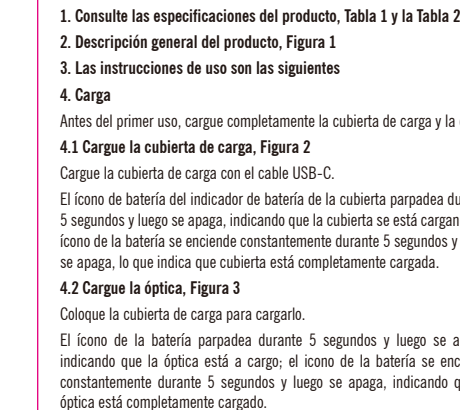 1. Consulte las especificaciones del producto, Tabla 1 y la Tabla 2
2. Descripción general del producto, Figura 1
3. Las instrucciones de uso son las siguientes
4. Carga
Antes del primer uso, cargue completamente la cubierta de carga y la
4.1 Cargue la cubierta de carga, Figura 2
Cargue la cubierta de carga con el cable USB-C.
El ícono de batería del indicador de batería de la cubierta parpadea du
5 segundos y luego se apaga, indicando que la cubierta se está cargan
ícono de la batería se enciende constantemente durante 5 segundos y
se apaga, lo que indica que cubierta está completamente cargada.
4.2 Cargue la óptica, Figura 3
Coloque la cubierta de carga para cargarlo.
El ícono de la batería parpadea durante 5 segundos y luego se a
indicando que la óptica está a cargo; el icono de la batería se enc
constantemente durante 5 segundos y luego se apaga, indicando q
óptica está completamente cargado.